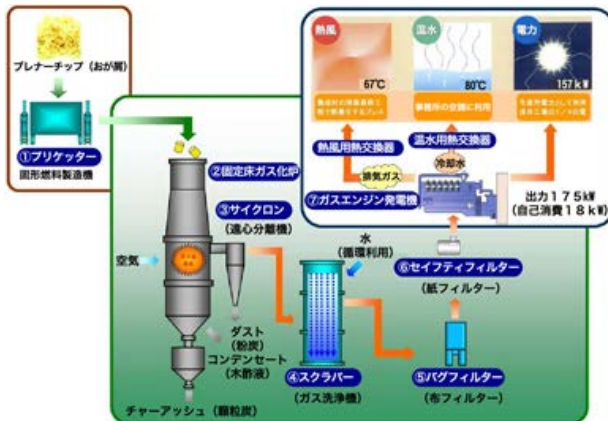 プレナーチップ（おが屑）
①ブリケッター
固形燃料製造機
②固定床ガス化炉
③サイクロン
（遠心分離機）
空気
ダスト
（粉炭）
コンデンセート
（木酢液）
チャーアッシュ（顆粒炭）
水
（循環利用）
④スクラバー
（ガス洗浄機）
⑤バグフィルター
（布フィルター）
⑥セイフティフィルター
（紙フィルター）
⑦ガスエンジン発電機
出力１７５kW
（自己消費１８kW）
排気ガス
冷却水
熱風用熱交換器
温水用熱交換器
熱風
67℃
温水
80℃
事務所の空調に利用
電力
157kW